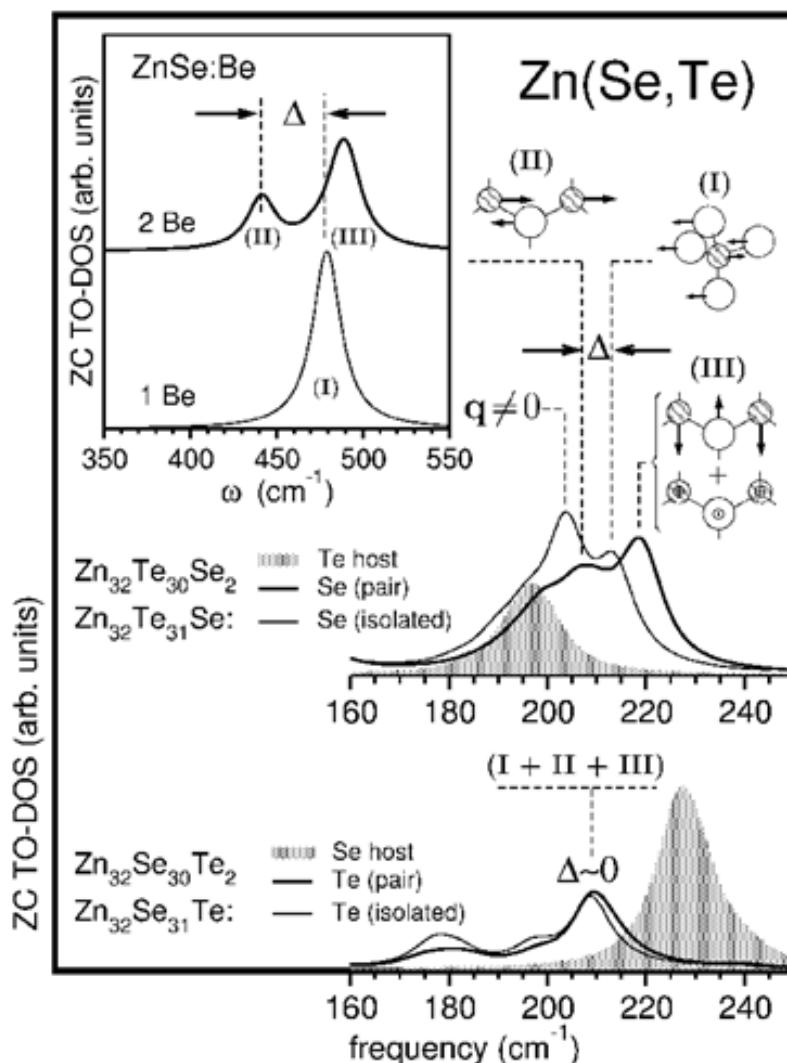 ZnSe:Be
Zn(Se,Te)
ZC TO-DOS (arb. units)
Δ
2 Be
(II)
(III)
1 Be
(I)
350 400 450 500 550
ω (cm⁻¹)
(II)
(I)
Δ
(III)
q ≠ 0
+
Zn₃₂Te₃₀Se₂
Zn₃₂Te₃₁Se:
Te host
Se (pair)
Se (isolated)
160 180 200 220 240
ZC TO-DOS (arb. units)
(I + II + III)
Δ~0
Zn₃₂Se₃₀Te₂
Zn₃₂Se₃₁Te:
Se host
Te (pair)
Te (isolated)
160 180 200 220 240
frequency (cm⁻¹)